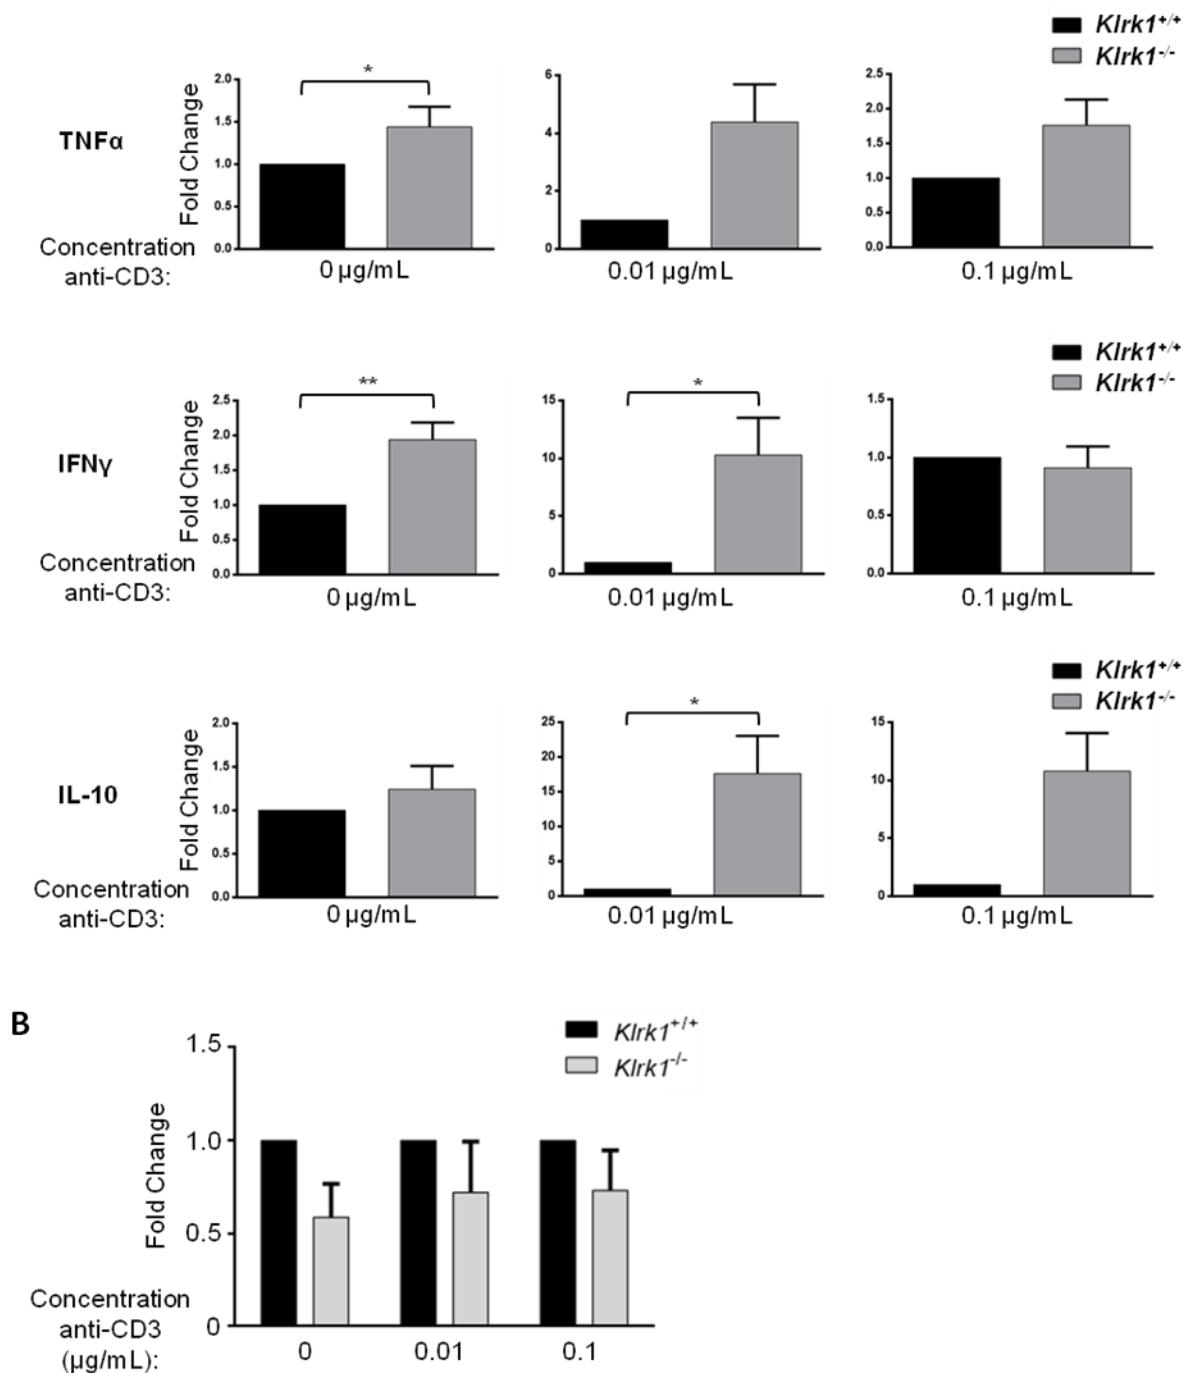 Klrk1+/+
Klrk1-/-
*
TNFα
Fold Change
2.0
1.5
1.0
0.5
0.0
6
4
2
0
2.5
2.0
1.5
1.0
0.5
0.0
Concentration
anti-CD3:
0 µg/mL
0.01 µg/mL
0.1 µg/mL
Klrk1+/+
Klrk1-/-
**
*
IFNγ
Fold Change
2.5
2.0
1.5
1.0
0.5
0.0
15
10
5
0
1.5
1.0
0.5
0.0
Concentration
anti-CD3:
0 µg/mL
0.01 µg/mL
0.1 µg/mL
Klrk1+/+
Klrk1-/-
*
IL-10
Fold Change
2.0
1.5
1.0
0.5
0.0
25
20
15
10
5
0
15
10
5
0
Concentration
anti-CD3:
0 µg/mL
0.01 µg/mL
0.1 µg/mL
B
Klrk1+/+
Klrk1-/-
Fold Change
1.5
1.0
0.5
0
Concentration
anti-CD3
(µg/mL):
0
0.01
0.1